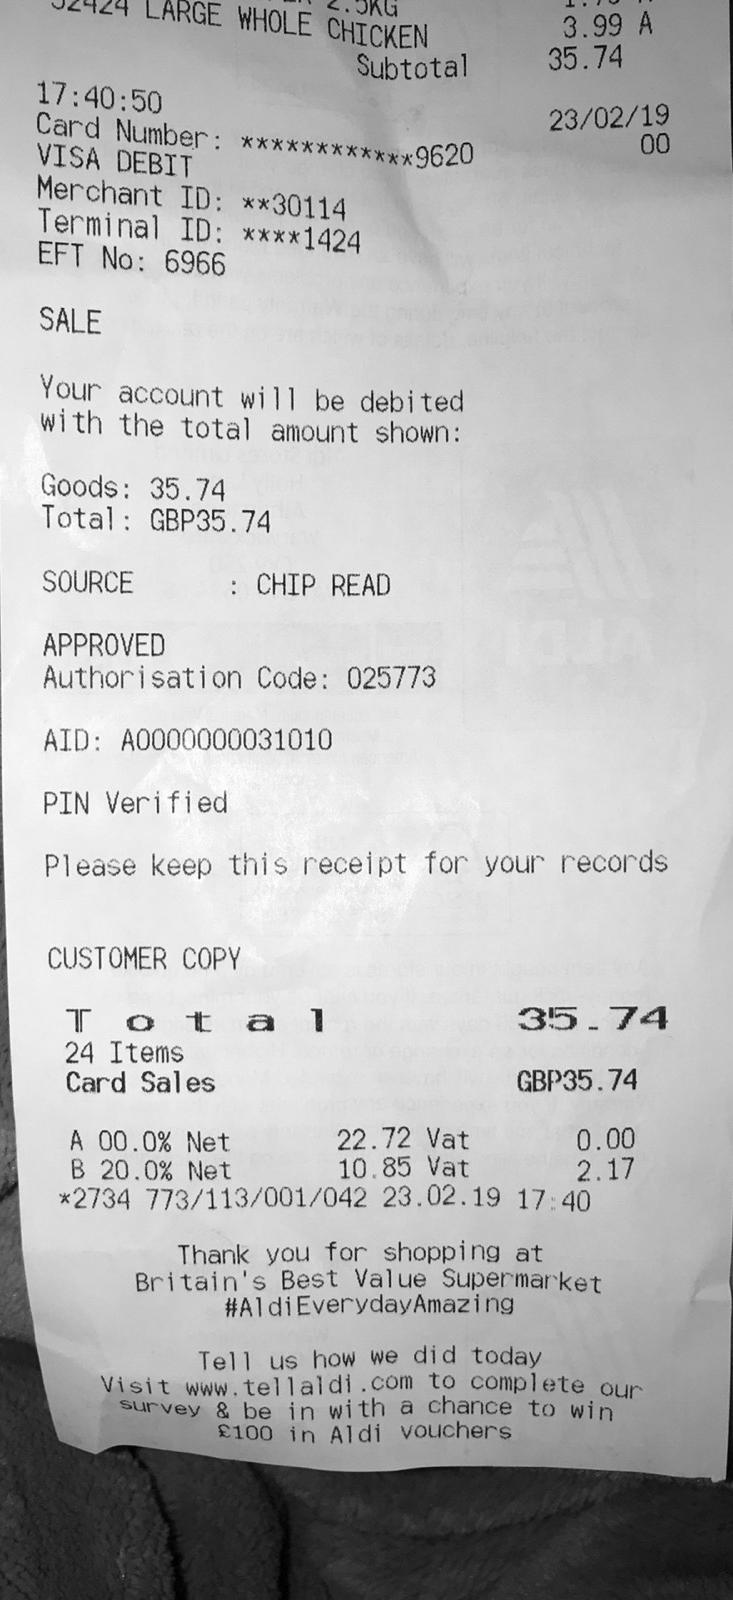 2.5KG
52424 LARGE WHOLE CHICKEN 3.99 A
Subtotal 35.74
17:40:50 23/02/19
Card Number: ************9620 00
VISA DEBIT
Merchant ID: **30114
Terminal ID: ****1424
EFT No: 6966
SALE
Your account will be debited
with the total amount shown:
Goods: 35.74
Total: GBP35.74
SOURCE : CHIP READ
APPROVED
Authorisation Code: 025773
AID: A0000000031010
PIN Verified
Please keep this receipt for your records
CUSTOMER COPY
Total 35.74
24 Items
Card Sales GBP35.74
A 00.0% Net 22.72 Vat 0.00
B 20.0% Net 10.85 Vat 2.17
*2734 773/113/001/042 23.02.19 17:40
Thank you for shopping at
Britain's Best Value Supermarket
#AldiEverydayAmazing
Tell us how we did today
Visit www.tellaldi.com to complete our
survey & be in with a chance to win
£100 in Aldi vouchers